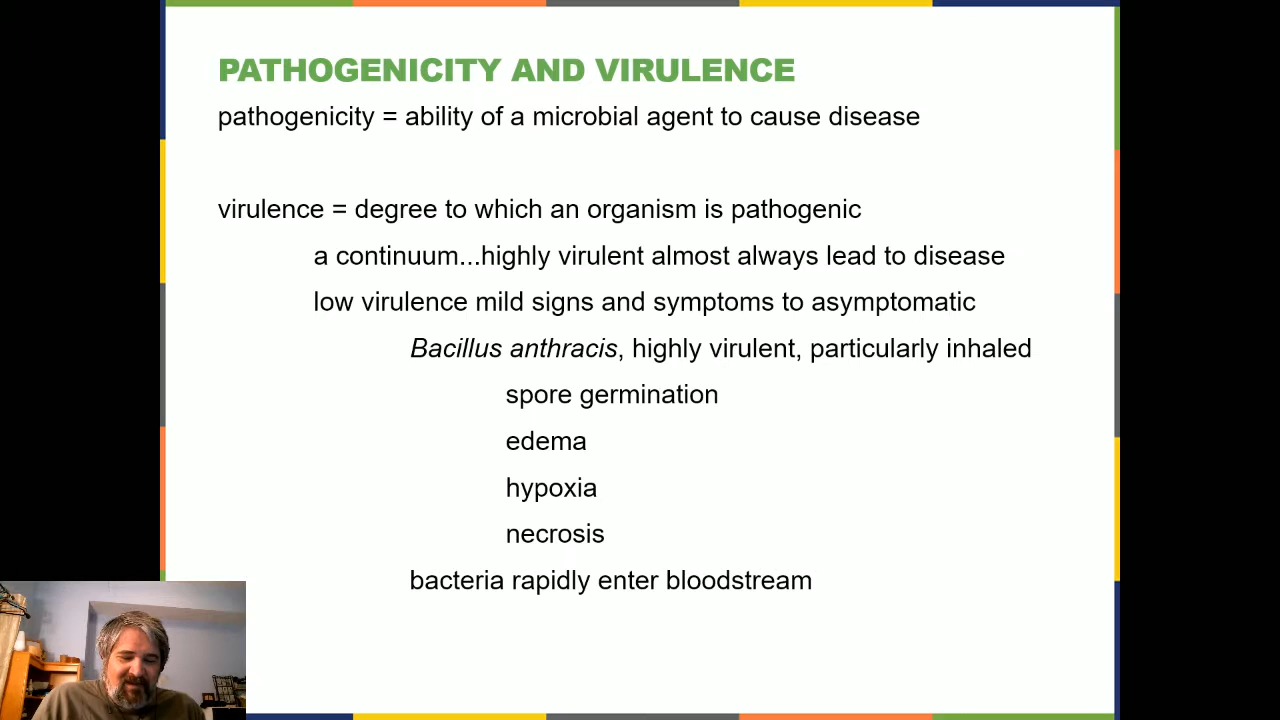 PATHOGENICITY AND VIRULENCE
pathogenicity = ability of a microbial agent to cause disease
virulence = degree to which an organism is pathogenic
a continuum...highly virulent almost always lead to disease
low virulence mild signs and symptoms to asymptomatic
Bacillus anthracis, highly virulent, particularly inhaled
spore germination
edema
hypoxia
necrosis
bacteria rapidly enter bloodstream